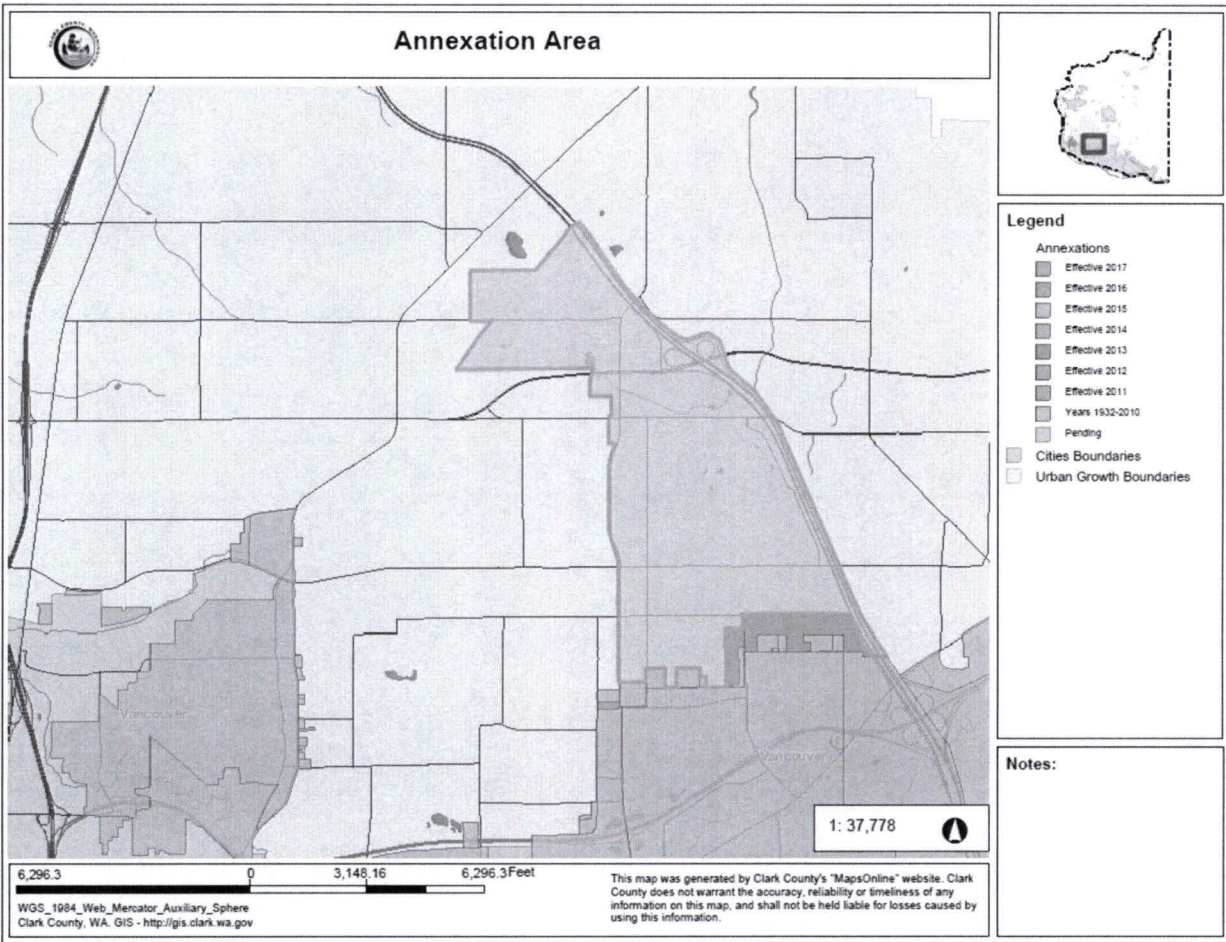 Annexation Area
Vancouver
Vancouver
1: 37,778
Legend
Annexations
Effective 2017
Effective 2016
Effective 2015
Effective 2014
Effective 2013
Effective 2012
Effective 2011
Years 1932-2010
Pending
Cities Boundaries
Urban Growth Boundaries
Notes:
6,296.3 0 3,148.16 6,296.3 Feet
WGS_1984_Web_Mercator_Auxiliary_Sphere
Clark County, WA. GIS - http://gis.clark.wa.gov
This map was generated by Clark County's "MapsOnline" website. Clark
County does not warrant the accuracy, reliability or timeliness of any
information on this map, and shall not be held liable for losses caused by
using this information.